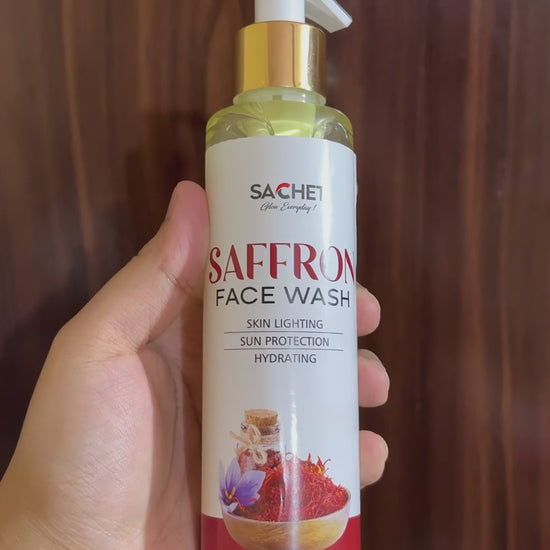 SACHET
Glow Everyday!
SAFFRON
FACE WASH
SKIN LIGHTING
SUN PROTECTION
HYDRATING